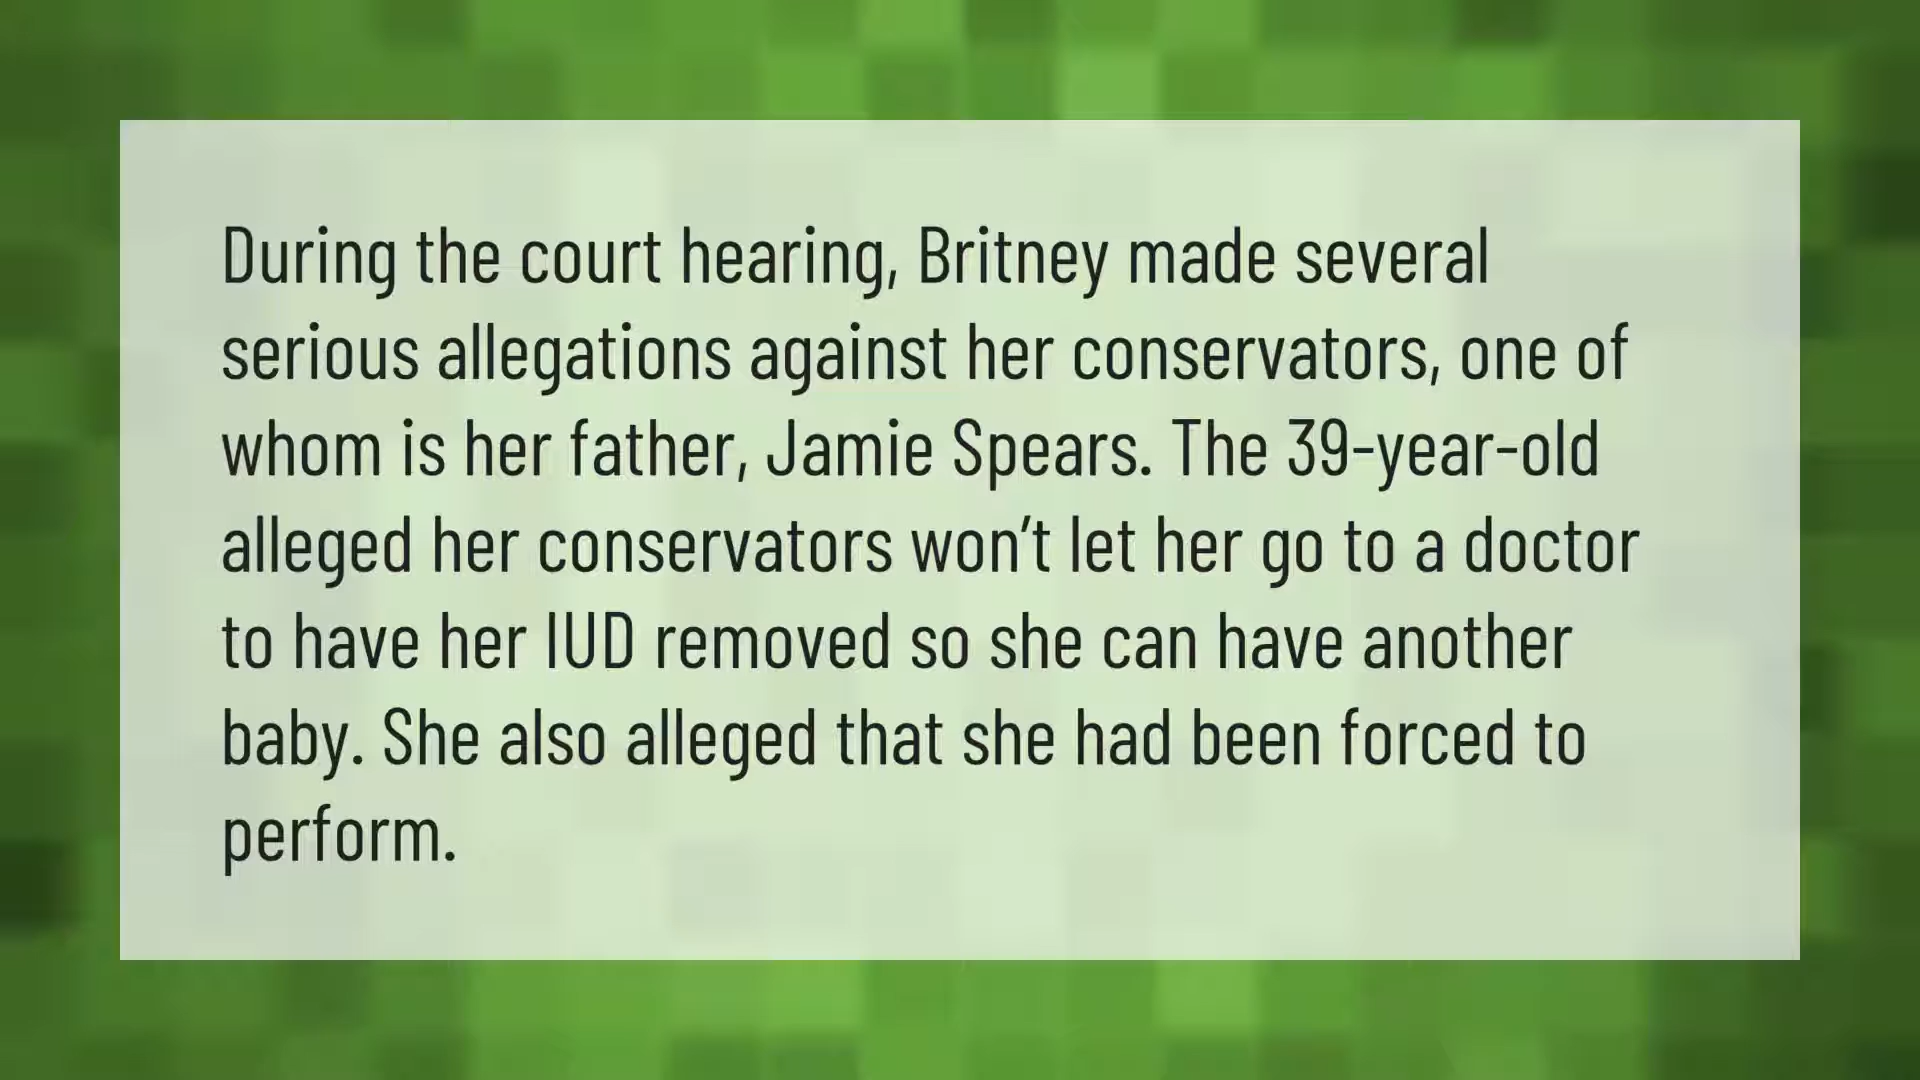 During the court hearing, Britney made several
serious allegations against her conservators, one of
whom is her father, Jamie Spears. The 39-year-old
alleged her conservators won’t let her go to a doctor
to have her IUD removed so she can have another
baby. She also alleged that she had been forced to
perform.